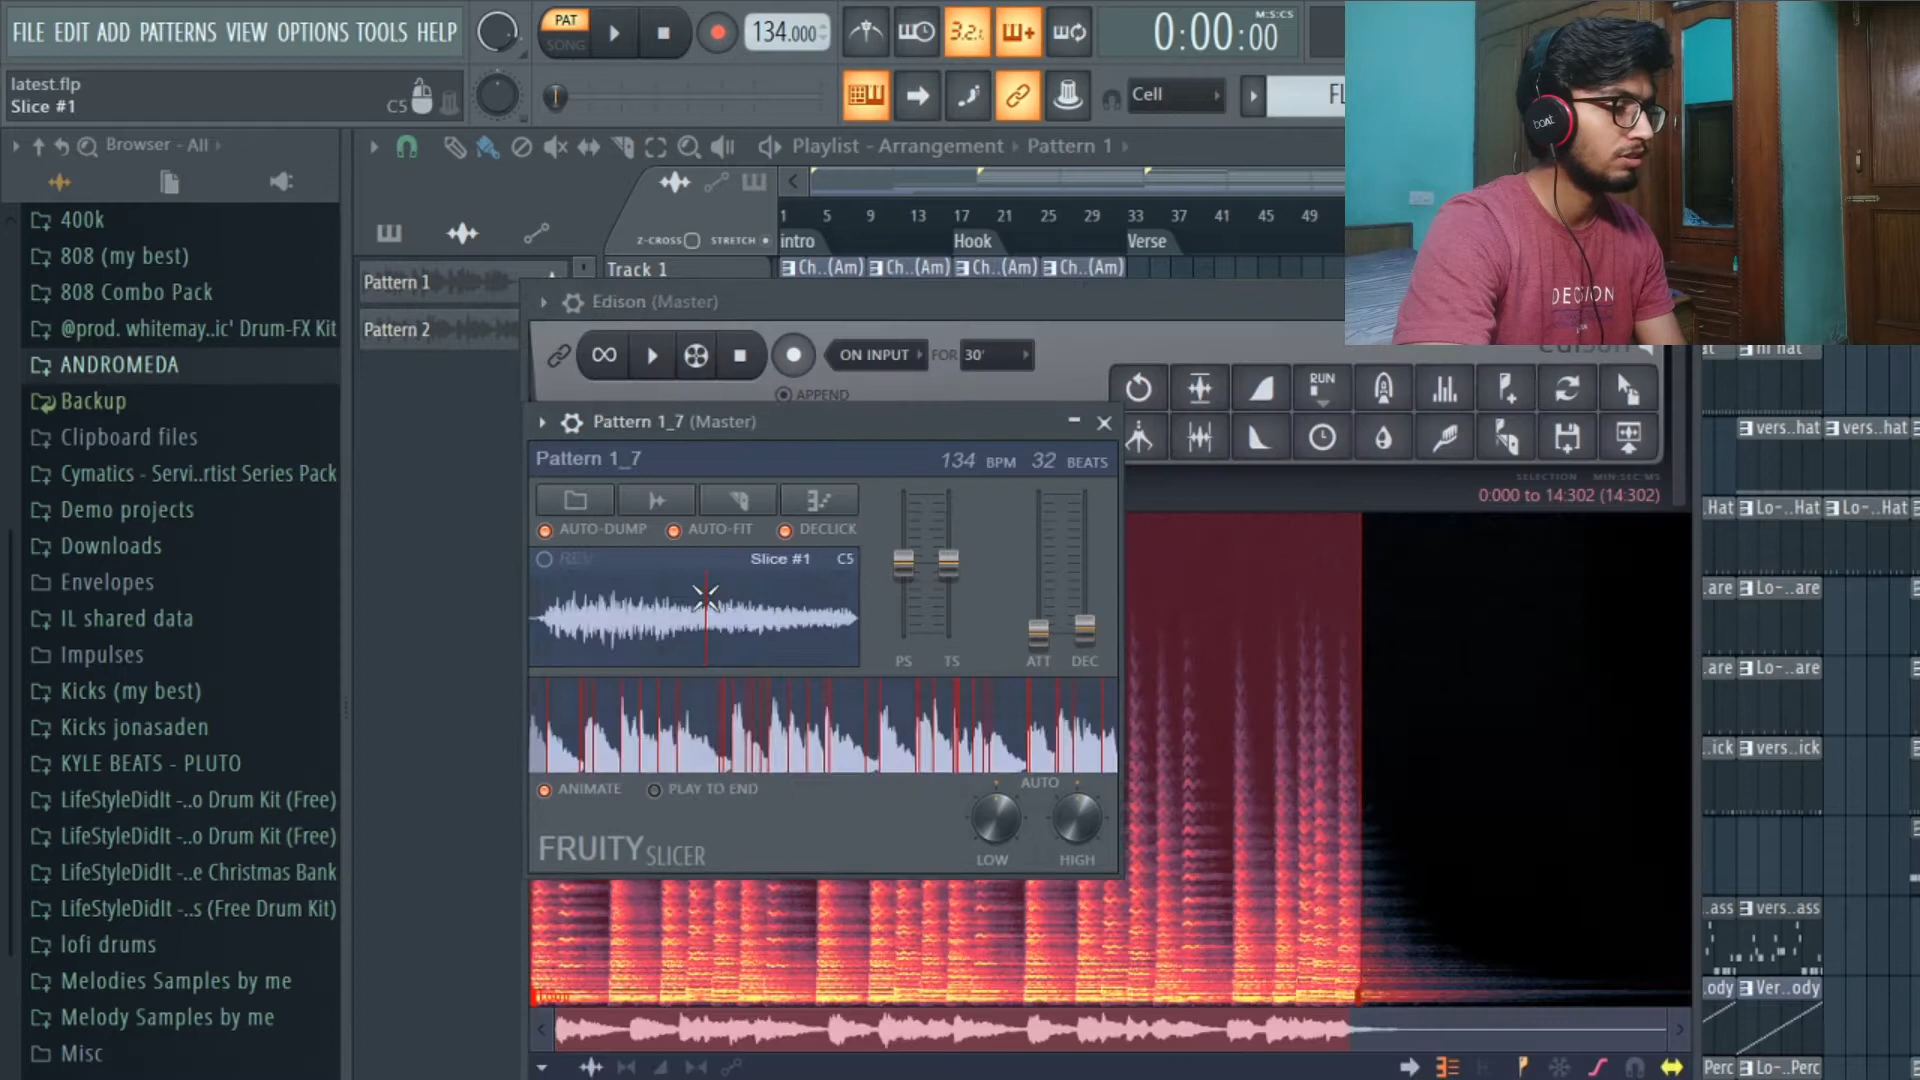 FILE EDIT ADD PATTERNS VIEW OPTIONS TOOLS HELP
PAT
SONG
134.000
3.2.
M:S:CS
0:00:00
latest.flp
Slice #1
C5
Cell
FL
Browser - All
Playlist - Arrangement
Pattern 1
400k
808 (my best)
808 Combo Pack
@prod. whitemay..ic' Drum-FX Kit
ANDROMEDA
Backup
Clipboard files
Cymatics - Servi..rtist Series Pack
Demo projects
Downloads
Envelopes
IL shared data
Impulses
Kicks (my best)
Kicks jonasaden
KYLE BEATS - PLUTO
LifeStyleDidIt -..o Drum Kit (Free)
LifeStyleDidIt -..o Drum Kit (Free)
LifeStyleDidIt -..e Christmas Bank
LifeStyleDidIt -..s (Free Drum Kit)
lofi drums
Melodies Samples by me
Melody Samples by me
Misc
Z-CROSS STRETCH
1 5 9 13 17 21 25 29 33 37 41 45 49
intro Hook Verse
Track 1
Ch..(Am) Ch..(Am) Ch..(Am) Ch..(Am)
Pattern 1
Pattern 2
Edison (Master)
ON INPUT FOR 30'
APPEND
RUN
SELECTION MIN:SEC:MS
0:000 to 14:302 (14:302)
Pattern 1_7 (Master)
Pattern 1_7 134 BPM 32 BEATS
AUTO-DUMP AUTO-FIT DECLICK
REV Slice #1 C5
PS TS ATT DEC
ANIMATE PLAY TO END
AUTO
LOW HIGH
FRUITY SLICER
boAt
DEC
vers..hat vers..hat
Hat Lo-..Hat Lo-..Hat
.are Lo-..are
.are Lo-..are
..ick vers..ick
.ass vers..ass
.ody Ver..ody
Perc Lo-..Perc